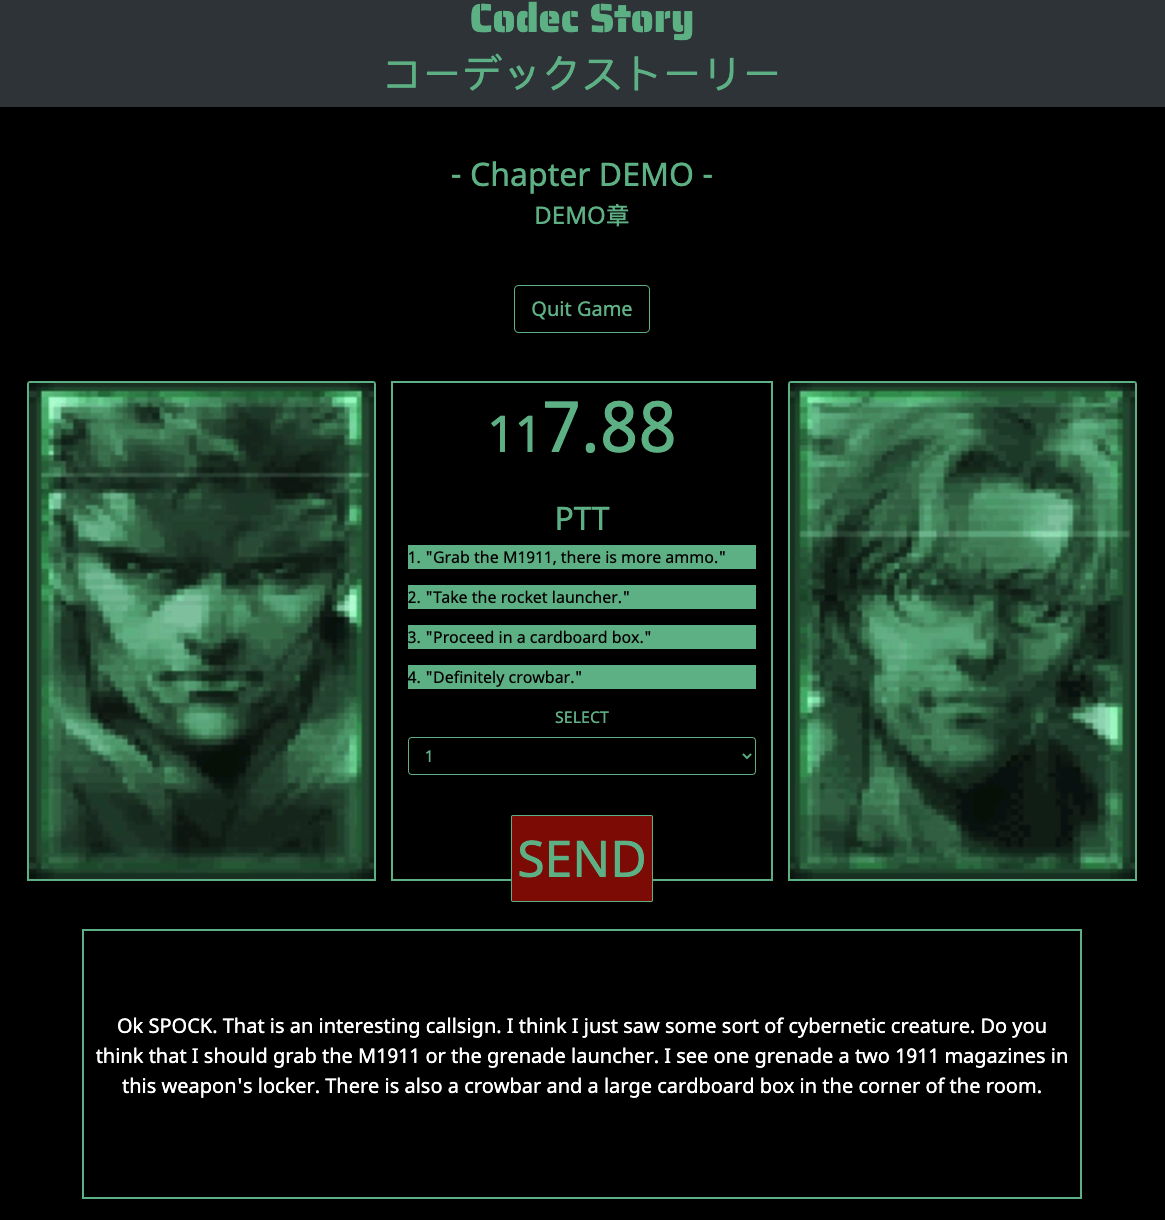 Codec Story
コーデックストーリー
- Chapter DEMO -
DEMO章
Quit Game
117.88
PTT
1. "Grab the M1911, there is more ammo."
2. "Take the rocket launcher."
3. "Proceed in a cardboard box."
4. "Definitely crowbar."
SELECT
1
SEND
Ok SPOCK. That is an interesting callsign. I think I just saw some sort of cybernetic creature. Do you
think that I should grab the M1911 or the grenade launcher. I see one grenade a two 1911 magazines in
this weapon's locker. There is also a crowbar and a large cardboard box in the corner of the room.